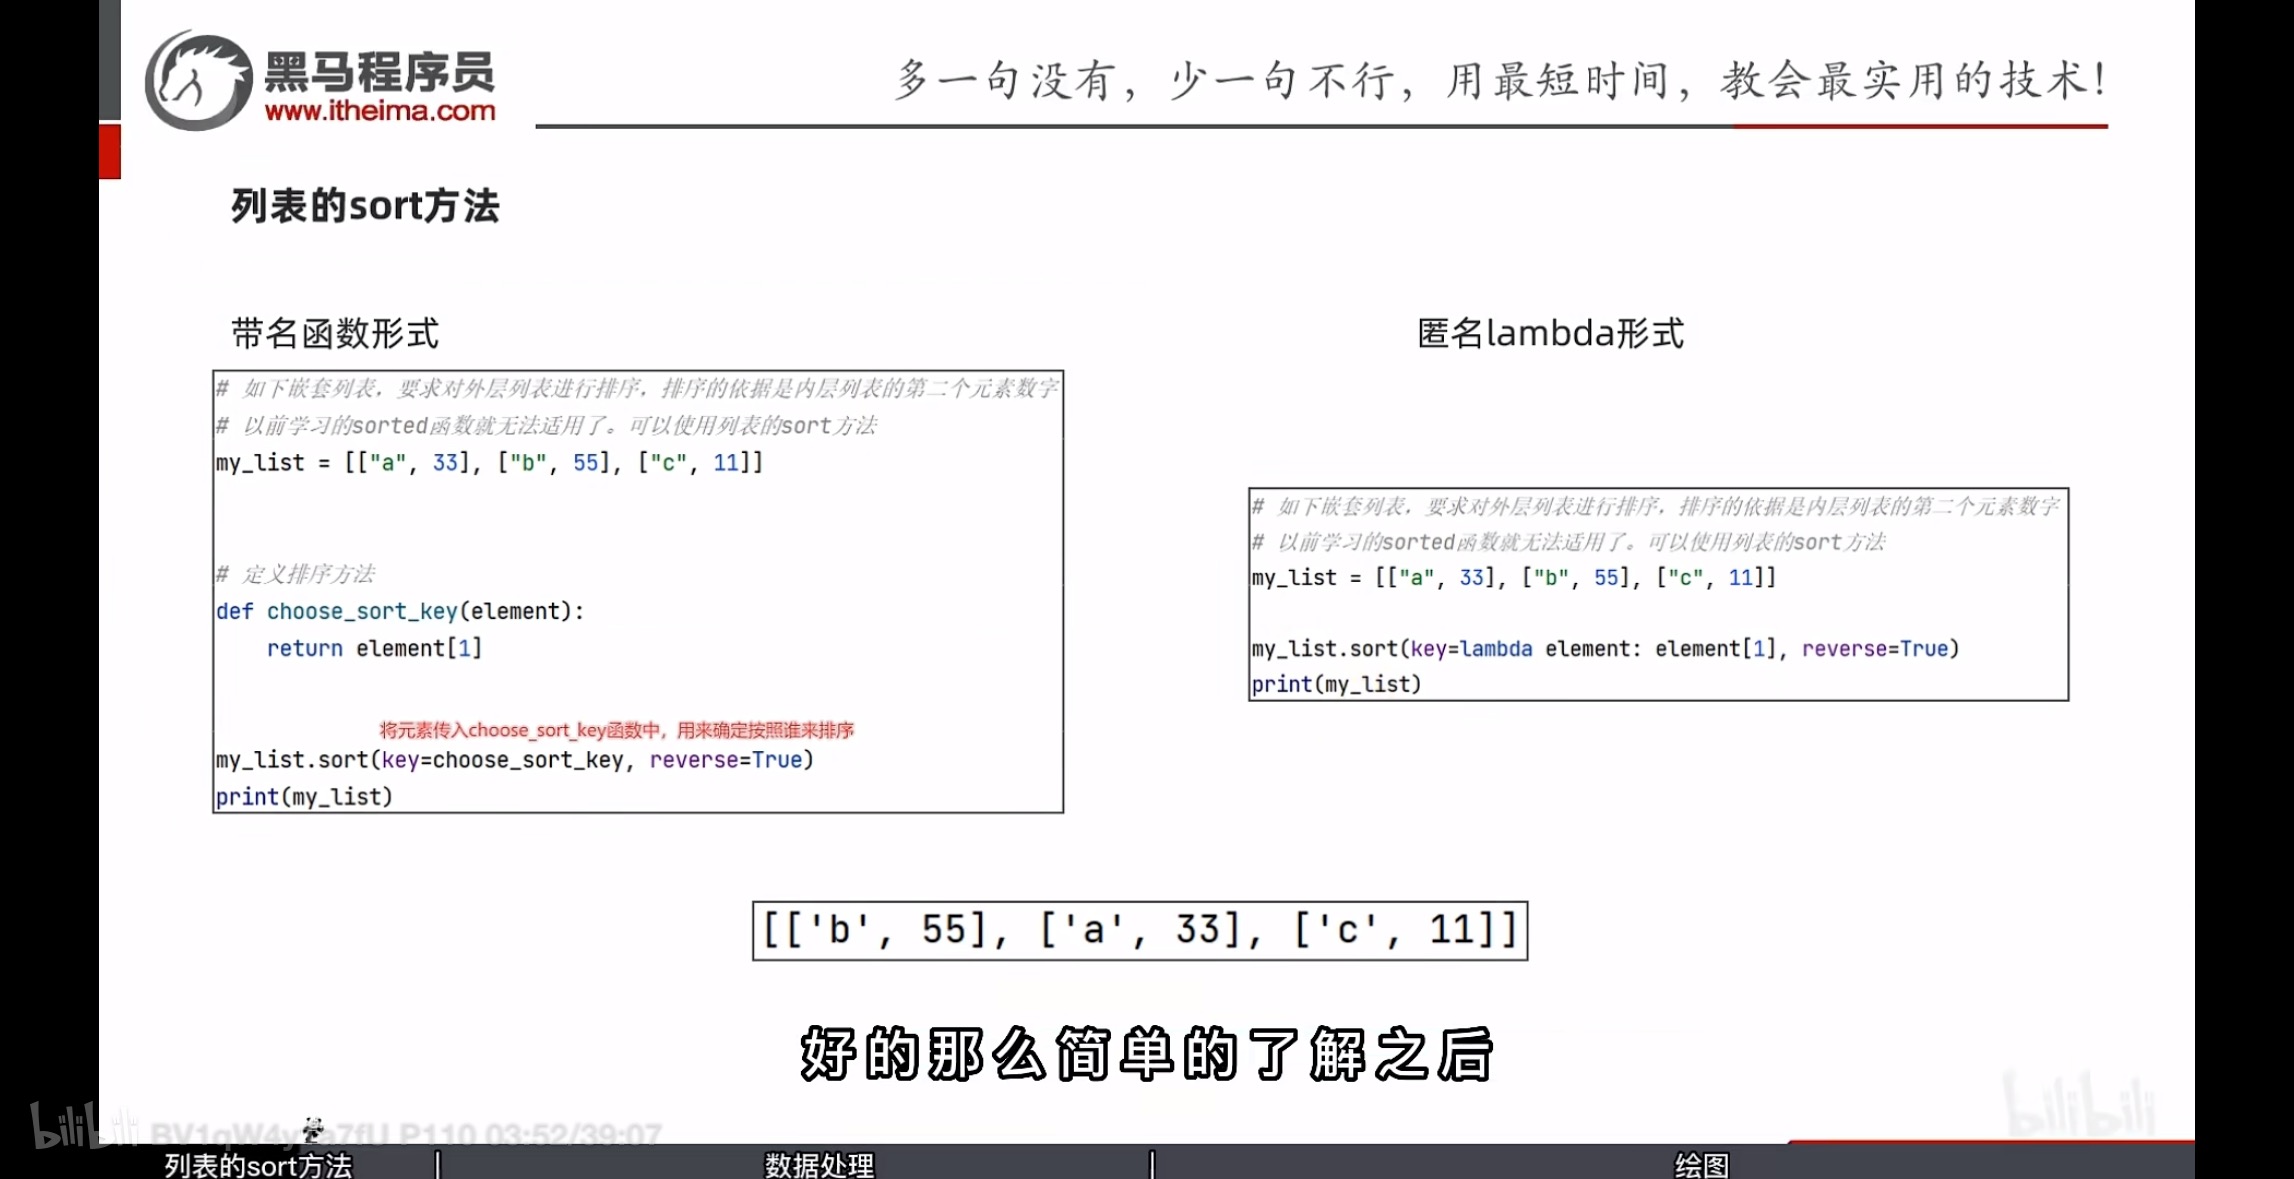 黑马程序员
www.itheima.com
多一句没有，少一句不行，用最短时间，教会最实用的技术！
列表的sort方法
带名函数形式
# 如下嵌套列表，要求对外层列表进行排序，排序的依据是内层列表的第二个元素数字
# 以前学习的sorted函数就无法适用了。可以使用列表的sort方法
my_list = [["a", 33], ["b", 55], ["c", 11]]
# 定义排序方法
def choose_sort_key(element):
    return element[1]
将元素传入choose_sort_key函数中，用来确定按照谁来排序
my_list.sort(key=choose_sort_key, reverse=True)
print(my_list)
匿名lambda形式
# 如下嵌套列表，要求对外层列表进行排序，排序的依据是内层列表的第二个元素数字
# 以前学习的sorted函数就无法适用了。可以使用列表的sort方法
my_list = [["a", 33], ["b", 55], ["c", 11]]
my_list.sort(key=lambda element: element[1], reverse=True)
print(my_list)
[['b', 55], ['a', 33], ['c', 11]]
好的那么简单的了解之后
bilibili
bilibili
P110 03:52/39:07
列表的sort方法 | 数据处理 | 绘图